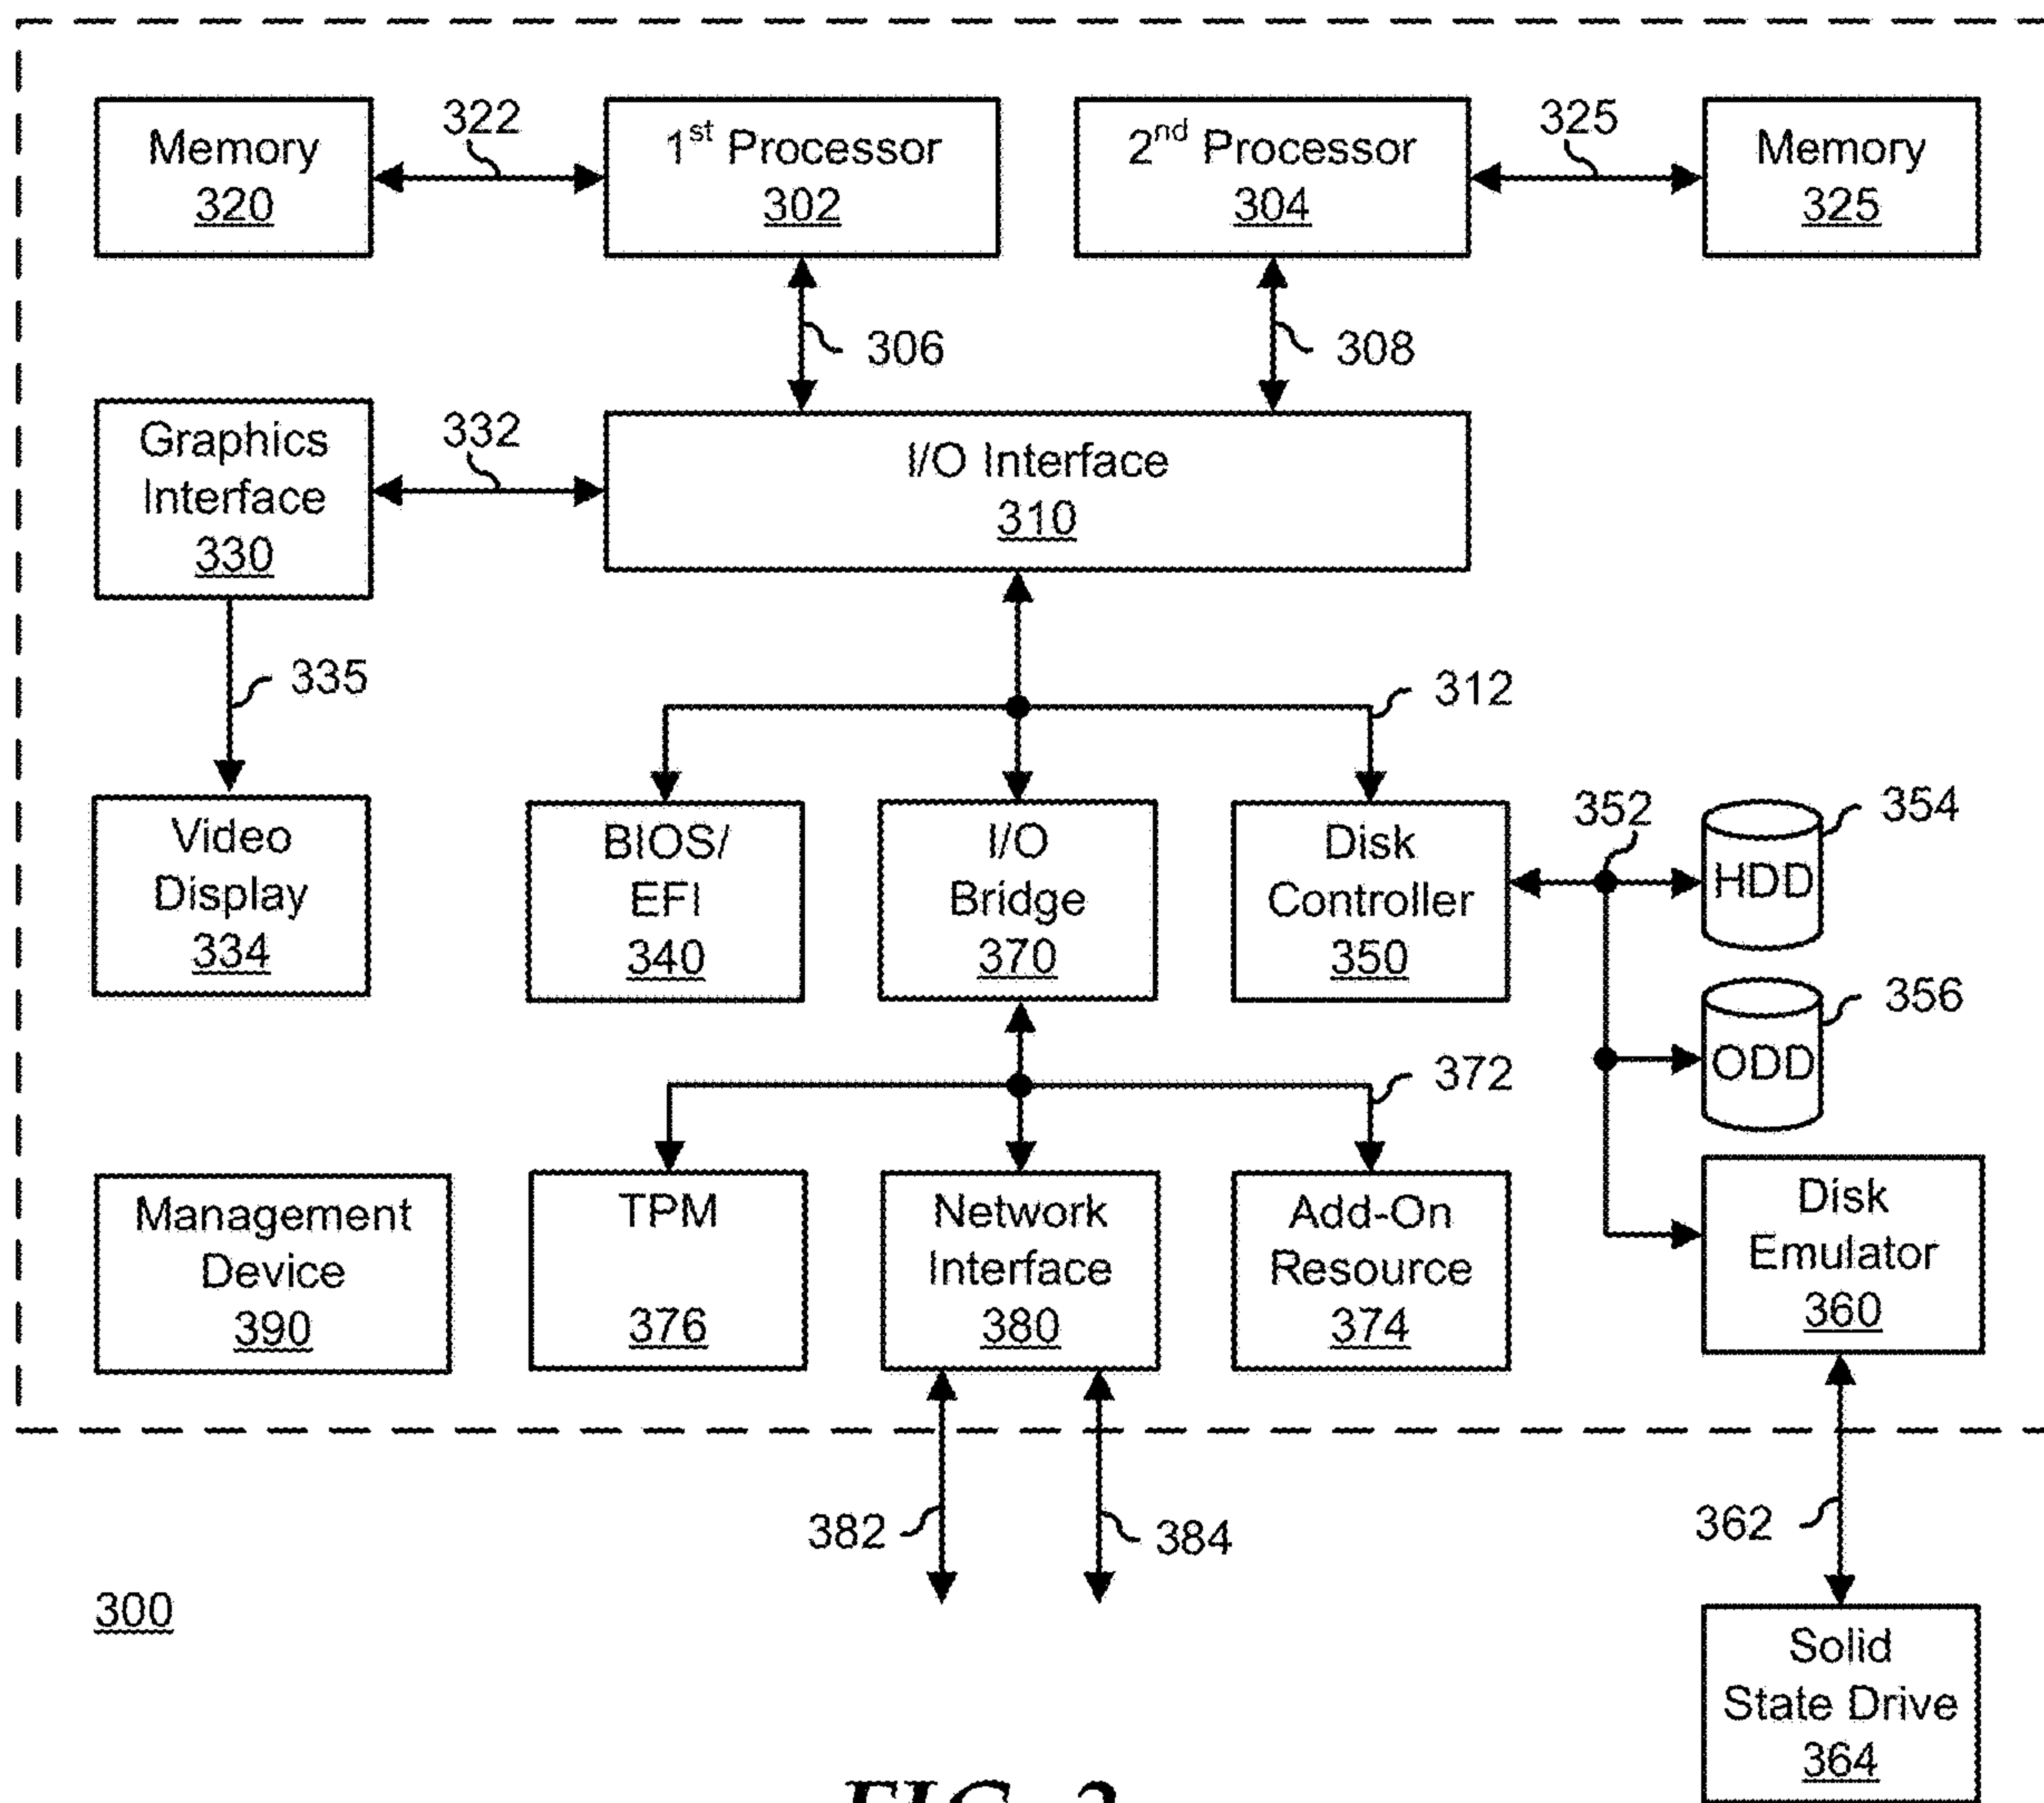 Memory
320
322
1st Processor
302
2nd Processor
304
325
Memory
325
306
308
Graphics
Interface
330
332
I/O Interface
310
335
312
Video
Display
334
BIOS/
EFI
340
I/O
Bridge
370
Disk
Controller
350
352
HDD
354
ODD
356
372
Management
Device
390
TPM
376
Network
Interface
380
Add-On
Resource
374
Disk
Emulator
360
382
384
362
300
Solid
State Drive
364
FIG.